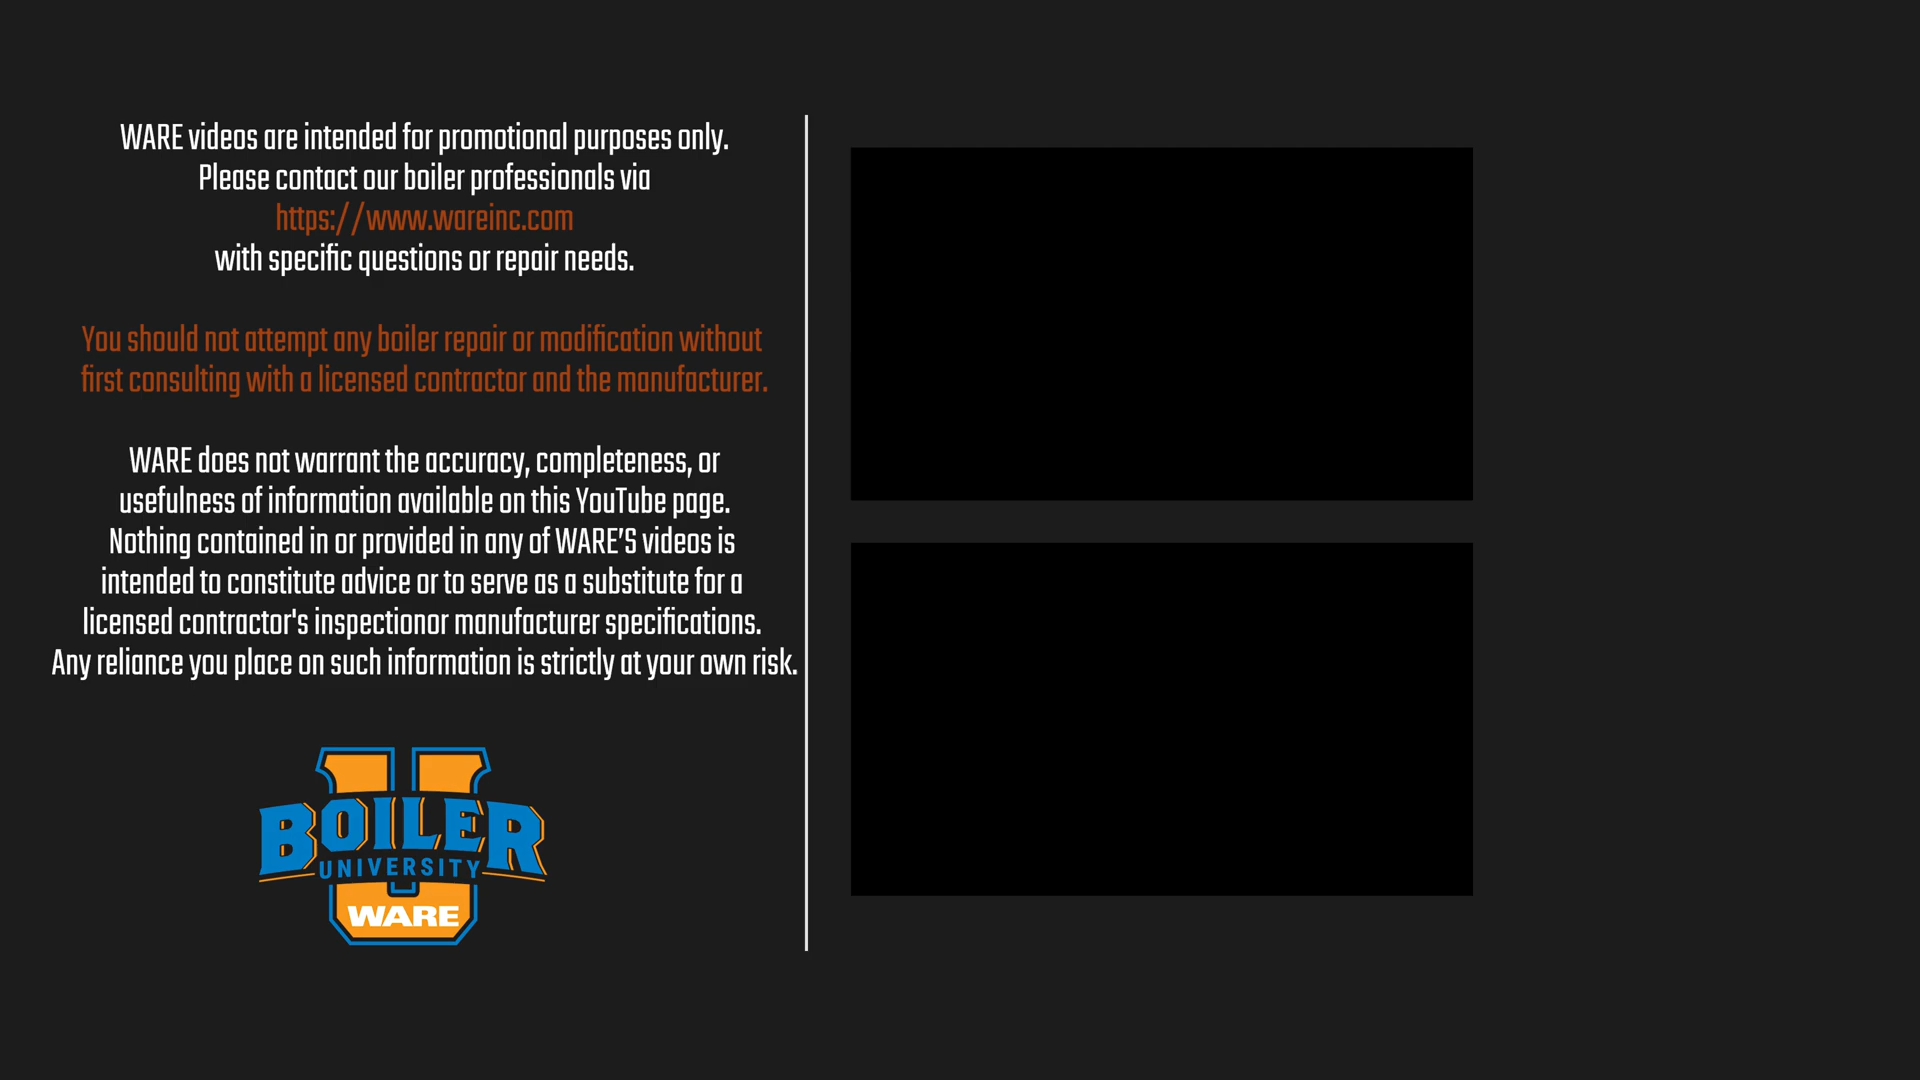 WARE videos are intended for promotional purposes only.
Please contact our boiler professionals via
https://www.wareinc.com
with specific questions or repair needs.
You should not attempt any boiler repair or modification without
first consulting with a licensed contractor and the manufacturer.
WARE does not warrant the accuracy, completeness, or
usefulness of information available on this YouTube page.
Nothing contained in or provided in any of WARE'S videos is
intended to constitute advice or to serve as a substitute for a
licensed contractor's inspectionor manufacturer specifications.
Any reliance you place on such information is strictly at your own risk.
U
BOILER
UNIVERSITY
WARE